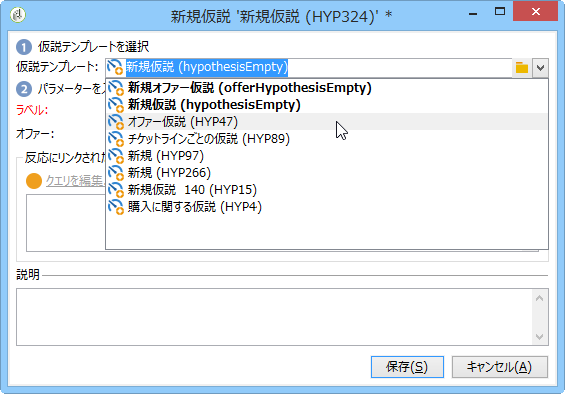 新規仮説 '新規仮説 (HYP324)' *
1 仮説テンプレートを選択
仮説テンプレート: 新規仮説 (hypothesisEmpty)
2 パラメーターを入
新規オファー仮説 (offerHypothesisEmpty)
新規仮説 (hypothesisEmpty)
ラベル:
オファー仮説 (HYP47)
オファー:
チケットラインごとの仮説 (HYP89)
反応にリンクされた
新規 (HYP97)
新規 (HYP266)
クエリを編集
新規仮説 140 (HYP15)
購入に関する仮説 (HYP4)
説明
保存(S) キャンセル(A)